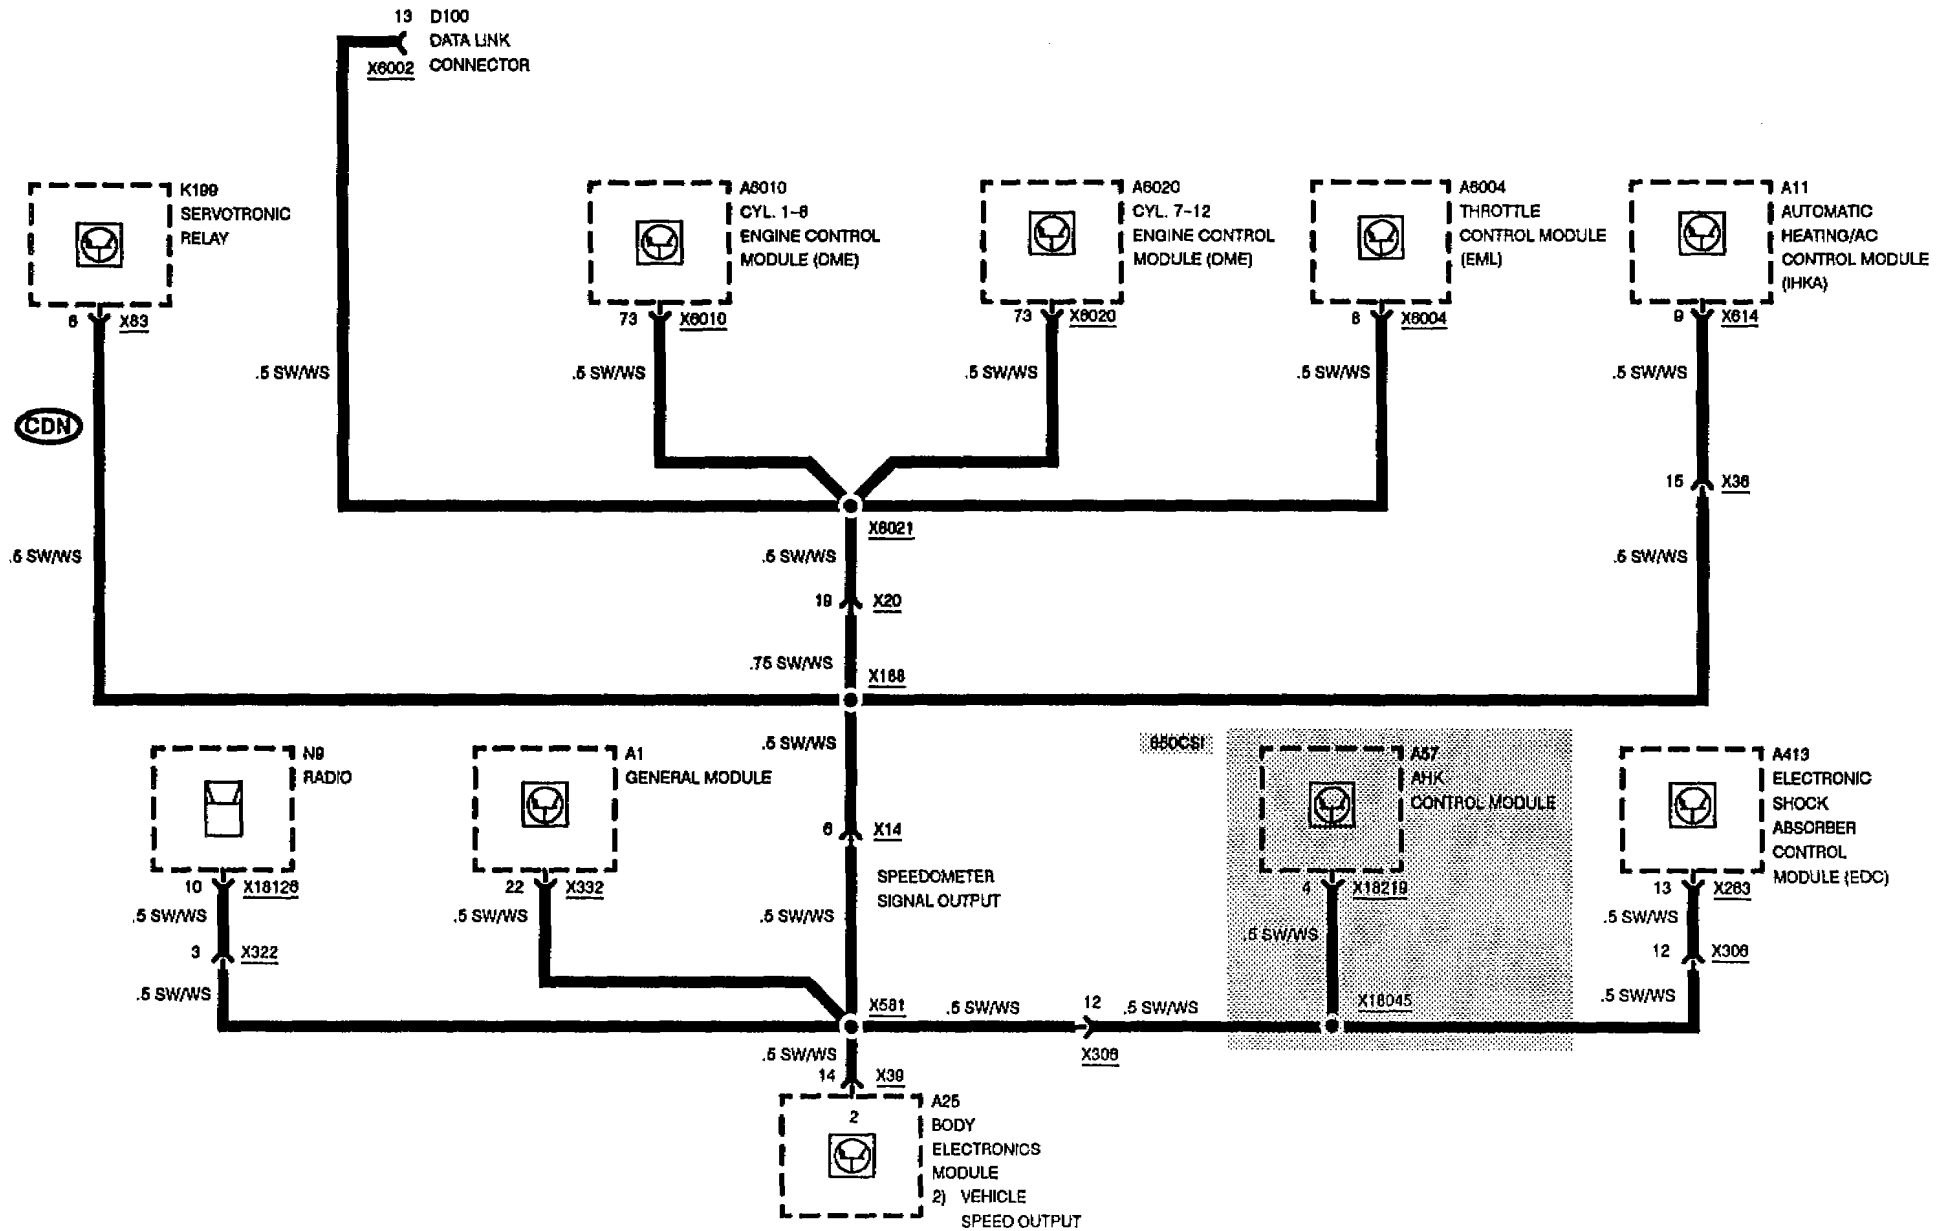 13 D100
DATA LINK
X6002 CONNECTOR
K199
SERVOTRONIC
RELAY
A6010
CYL. 1-6
ENGINE CONTROL
MODULE (DME)
A6020
CYL. 7-12
ENGINE CONTROL
MODULE (DME)
A6004
THROTTLE
CONTROL MODULE
(EML)
A11
AUTOMATIC
HEATING/AC
CONTROL MODULE
(IHKA)
6 X83
73 X6010
73 X6020
8 X6004
9 X614
.5 SW/WS
.5 SW/WS
.5 SW/WS
.5 SW/WS
.5 SW/WS
CDN
15 X36
X6021
.5 SW/WS
.5 SW/WS
.5 SW/WS
19 X20
.75 SW/WS
X188
.5 SW/WS
850CSI
N9
RADIO
A1
GENERAL MODULE
A57
AHK
CONTROL MODULE
A413
ELECTRONIC
SHOCK
ABSORBER
CONTROL
MODULE (EDC)
6 X14
SPEEDOMETER
SIGNAL OUTPUT
10 X18126
22 X332
4 X18219
13 X263
.5 SW/WS
.5 SW/WS
.75 SW/WS
.5 SW/WS
.5 SW/WS
3 X322
12 X306
.5 SW/WS
X581
.5 SW/WS
12
.5 SW/WS
X18045
.5 SW/WS
X306
.5 SW/WS
14 X39
2
A25
BODY
ELECTRONICS
MODULE
2) VEHICLE
SPEED OUTPUT